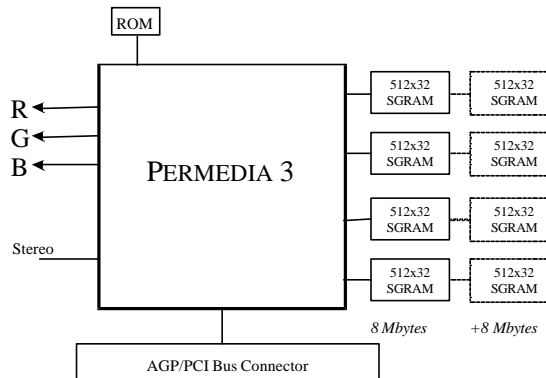 ROM
R
G
B
Stereo
PERMEDIA 3
512x32
SGRAM
512x32
SGRAM
512x32
SGRAM
512x32
SGRAM
512x32
SGRAM
512x32
SGRAM
512x32
SGRAM
512x32
SGRAM
8 Mbytes
+8 Mbytes
AGP/PCI Bus Connector